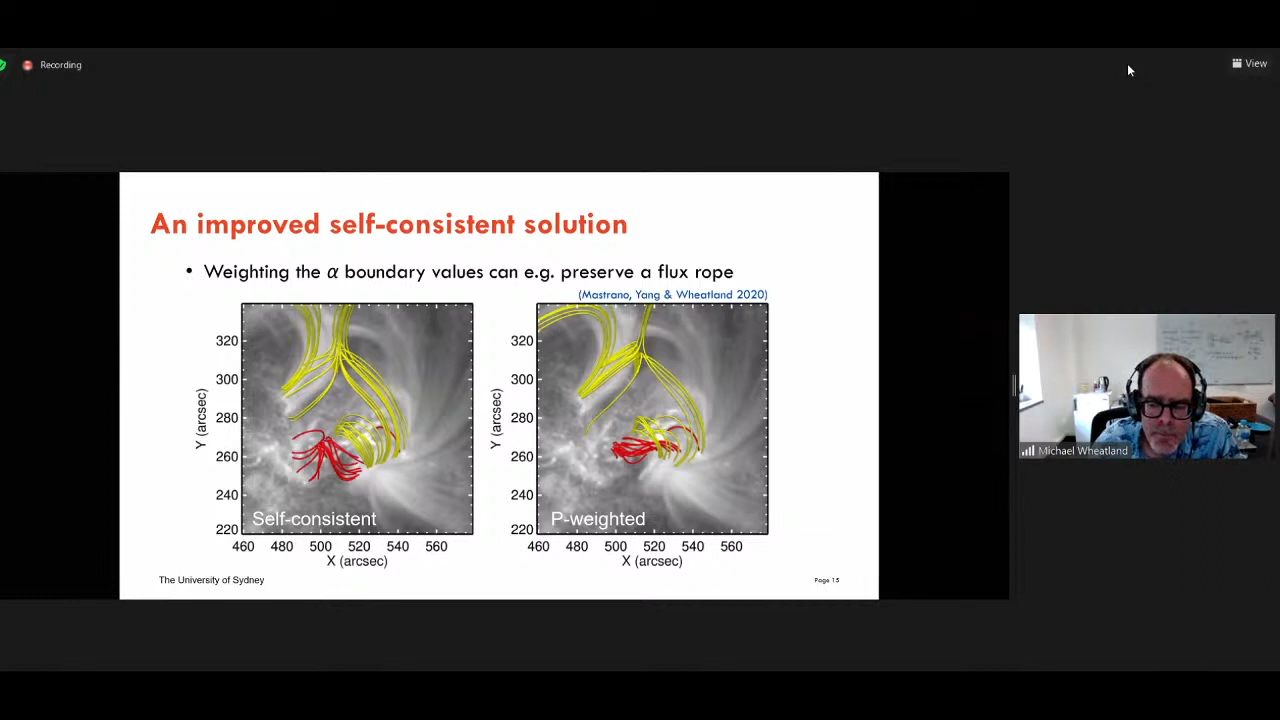 Recording
View
An improved self-consistent solution
• Weighting the α boundary values can e.g. preserve a flux rope
(Mastrano, Yang & Wheatland 2020)
320
300
280
260
240
220
Y (arcsec)
Self-consistent
460 480 500 520 540 560
X (arcsec)
320
300
280
260
240
220
Y (arcsec)
P-weighted
460 480 500 520 540 560
X (arcsec)
Michael Wheatland
The University of Sydney
Page 15